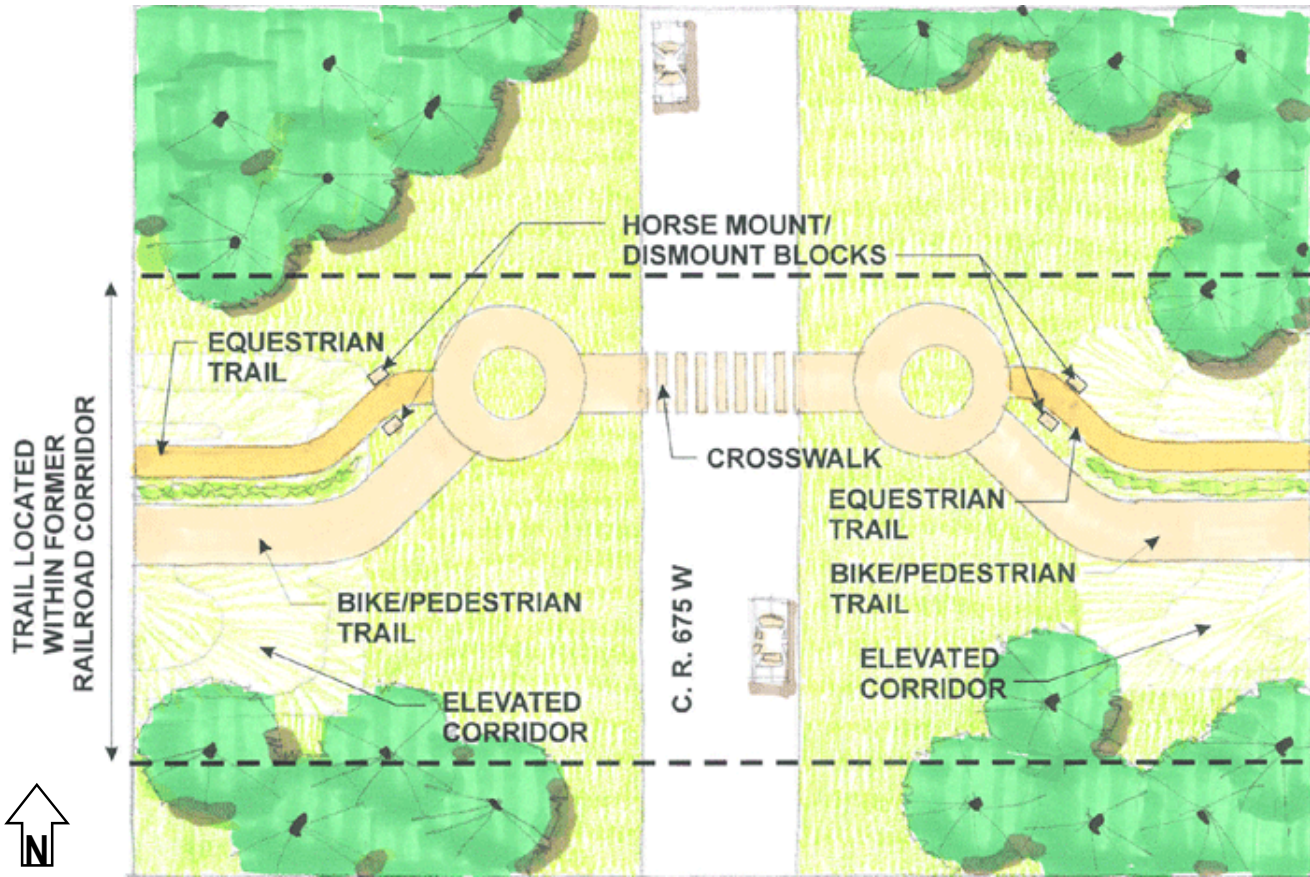 HORSE MOUNT/
DISMOUNT BLOCKS
EQUESTRIAN
TRAIL
TRAIL LOCATED
WITHIN FORMER
RAILROAD CORRIDOR
CROSSWALK
EQUESTRIAN
TRAIL
BIKE/PEDESTRIAN
TRAIL
BIKE/PEDESTRIAN
TRAIL
C. R. 675 W
ELEVATED
CORRIDOR
ELEVATED
CORRIDOR
N